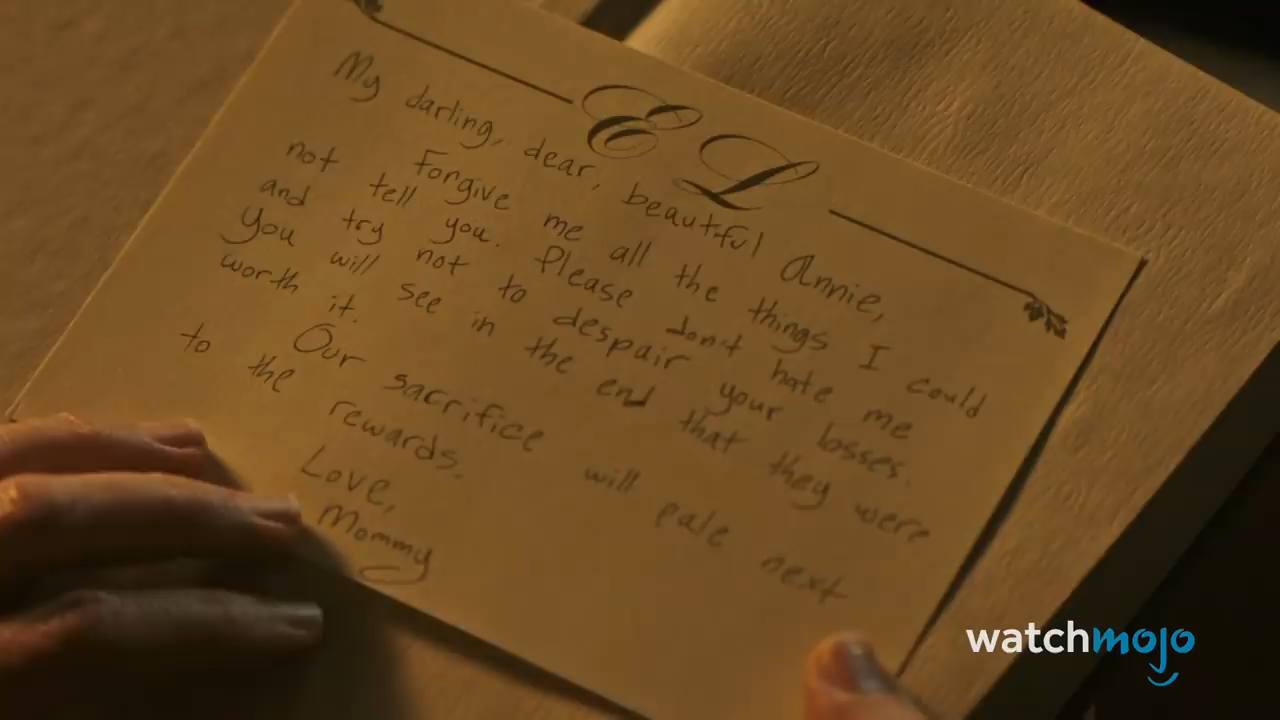 E L
My darling, dear, beautiful Annie,
Forgive me all the things I could
not tell you. Please don't hate me
and try not to despair your losses.
You will see in the end that they were
worth it.
Our sacrifice will pale next
to the rewards.
Love,
Mommy
watchmojo